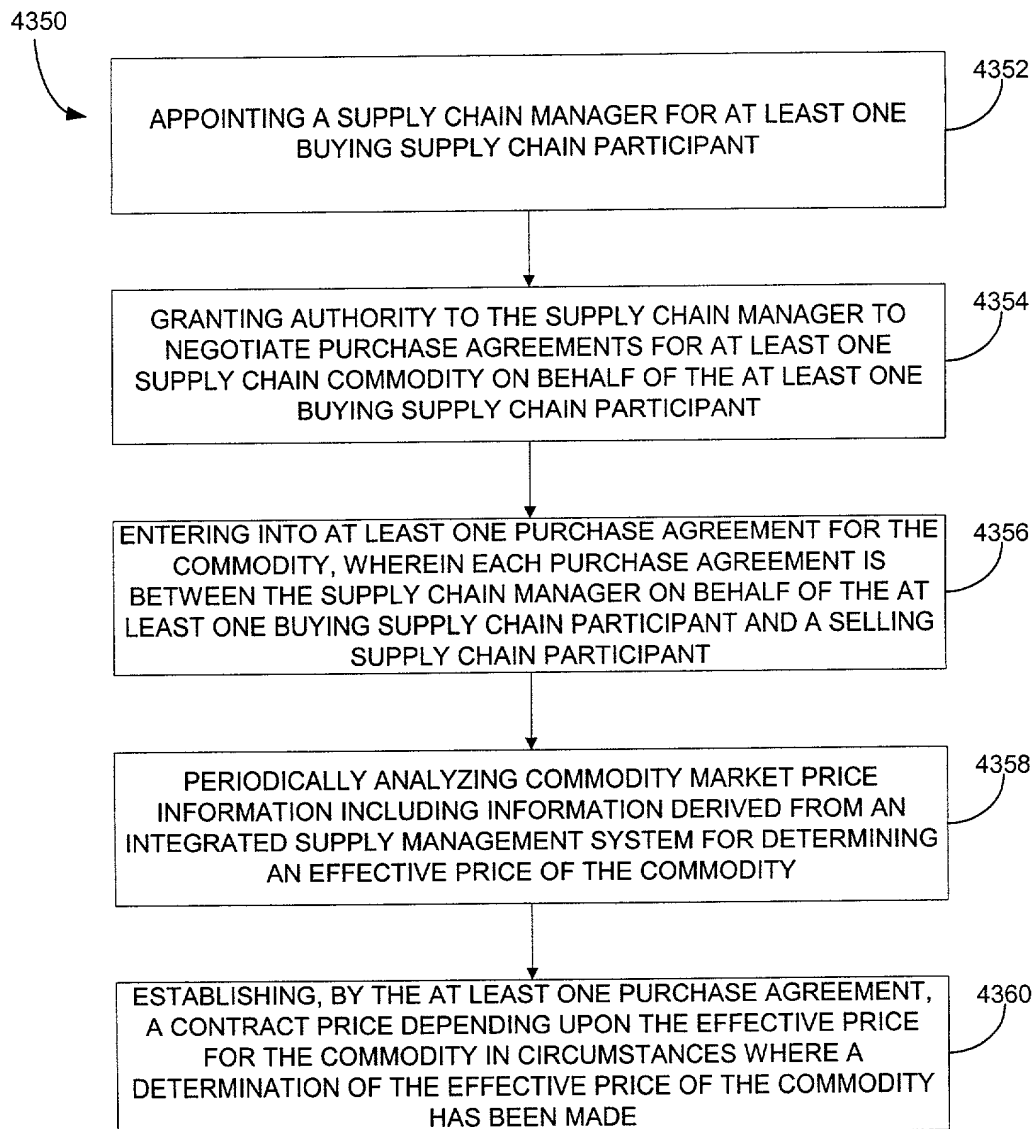 4350
4352
APPOINTING A SUPPLY CHAIN MANAGER FOR AT LEAST ONE
BUYING SUPPLY CHAIN PARTICIPANT
4354
GRANTING AUTHORITY TO THE SUPPLY CHAIN MANAGER TO
NEGOTIATE PURCHASE AGREEMENTS FOR AT LEAST ONE
SUPPLY CHAIN COMMODITY ON BEHALF OF THE AT LEAST ONE
BUYING SUPPLY CHAIN PARTICIPANT
4356
ENTERING INTO AT LEAST ONE PURCHASE AGREEMENT FOR THE
COMMODITY, WHEREIN EACH PURCHASE AGREEMENT IS
BETWEEN THE SUPPLY CHAIN MANAGER ON BEHALF OF THE AT
LEAST ONE BUYING SUPPLY CHAIN PARTICIPANT AND A SELLING
SUPPLY CHAIN PARTICIPANT
4358
PERIODICALLY ANALYZING COMMODITY MARKET PRICE
INFORMATION INCLUDING INFORMATION DERIVED FROM AN
INTEGRATED SUPPLY MANAGEMENT SYSTEM FOR DETERMINING
AN EFFECTIVE PRICE OF THE COMMODITY
4360
ESTABLISHING, BY THE AT LEAST ONE PURCHASE AGREEMENT,
A CONTRACT PRICE DEPENDING UPON THE EFFECTIVE PRICE
FOR THE COMMODITY IN CIRCUMSTANCES WHERE A
DETERMINATION OF THE EFFECTIVE PRICE OF THE COMMODITY
HAS BEEN MADE